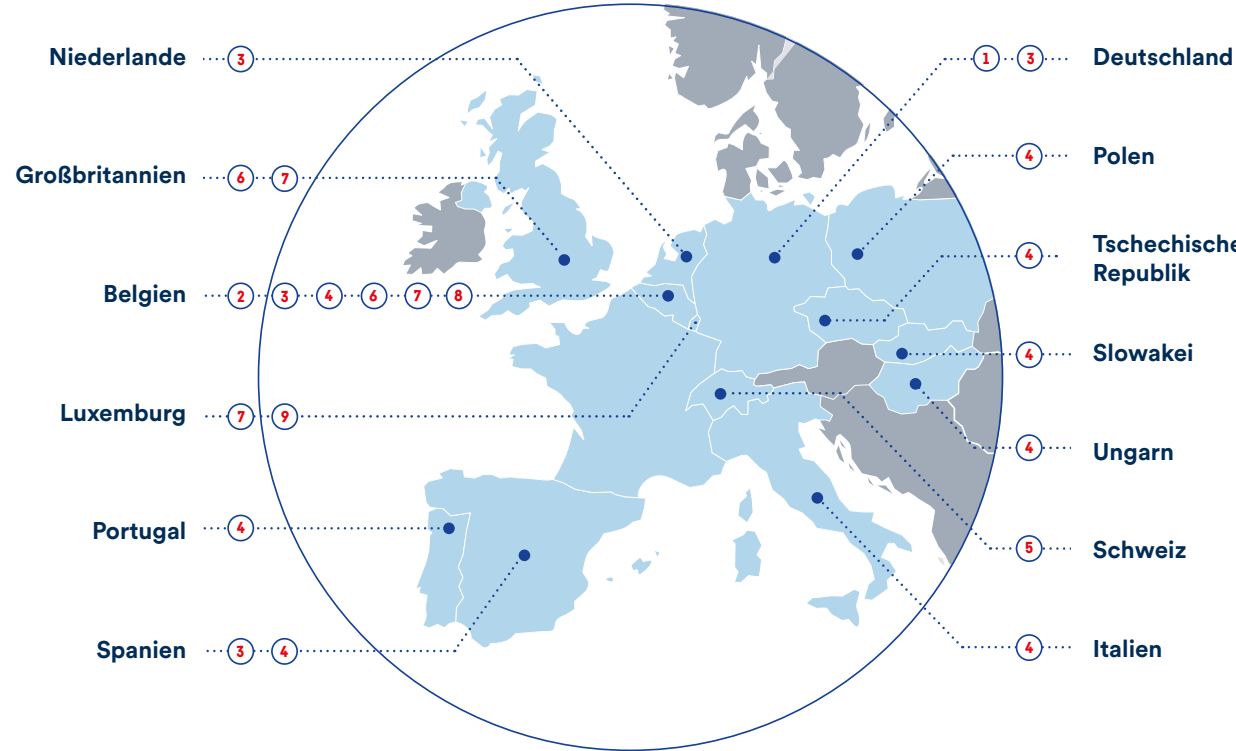 Niederlande 3
Großbritannien 6 7
Belgien 2 3 4 6 7 8
Luxemburg 7 9
Portugal 4
Spanien 3 4
1 3 Deutschland
4 Polen
4 Tschechische
Republik
4 Slowakei
4 Ungarn
5 Schweiz
4 Italien